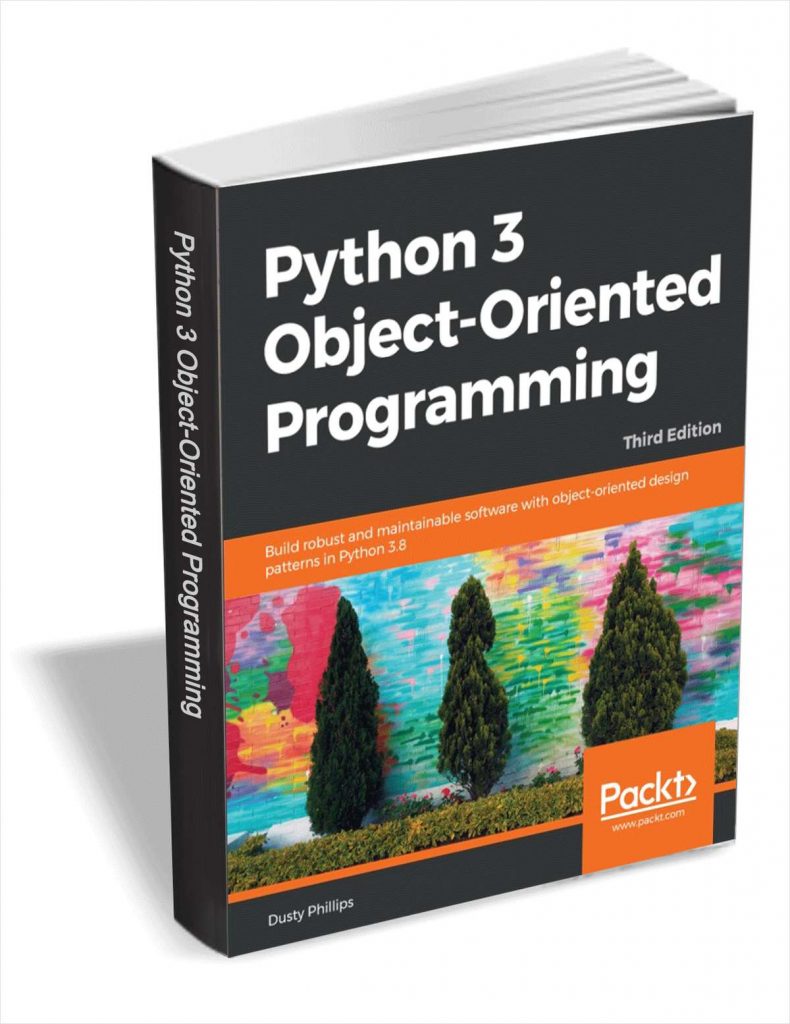 Python 3 Object-Oriented Programming
Python 3
Object-Oriented
Programming
Third Edition
Build robust and maintainable software with object-oriented design
patterns in Python 3.8
Packt>
www.packt.com
Dusty Phillips